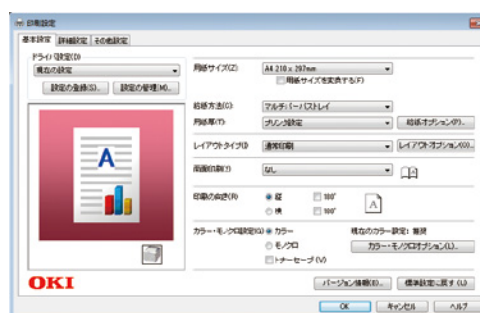 印刷設定
基本設定 詳細設定 その他設定
ドライバ設定(D)
現在の設定
設定の登録(S)... 設定の管理(M)...
用紙サイズ(Z) A4 210 x 297mm
用紙サイズを変換する(F)
給紙方法(G) マルチパーパストレイ
用紙厚(T) プリンタ設定 給紙オプション(P)...
レイアウトタイプ(I) 通常印刷 レイアウトオプション(O)...
両面印刷(Y) なし
印刷の向き(R) 縦 180°
横 180°
A
A
カラー・モノクロ設定(G) カラー 現在のカラー設定: 推奨
モノクロ カラー・モノクロオプション(L)...
トナーセーブ(V)
OKI
バージョン情報(B)... 標準設定に戻す(U)
OK キャンセル ヘルプ